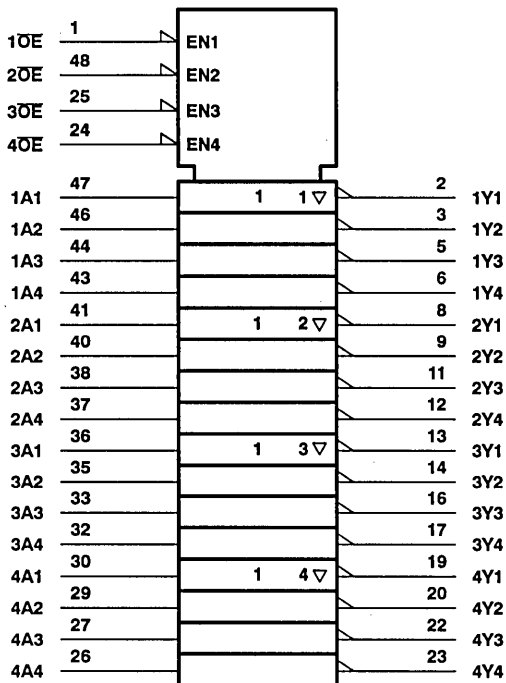 1O̅E̅ 1 EN1
2O̅E̅ 48 EN2
3O̅E̅ 25 EN3
4O̅E̅ 24 EN4
1A1 47 1 1 ▽ 2 1Y1
1A2 46 3 1Y2
1A3 44 5 1Y3
1A4 43 6 1Y4
2A1 41 1 2 ▽ 8 2Y1
2A2 40 9 2Y2
2A3 38 11 2Y3
2A4 37 12 2Y4
3A1 36 1 3 ▽ 13 3Y1
3A2 35 14 3Y2
3A3 33 16 3Y3
3A4 32 17 3Y4
4A1 30 1 4 ▽ 19 4Y1
4A2 29 20 4Y2
4A3 27 22 4Y3
4A4 26 23 4Y4